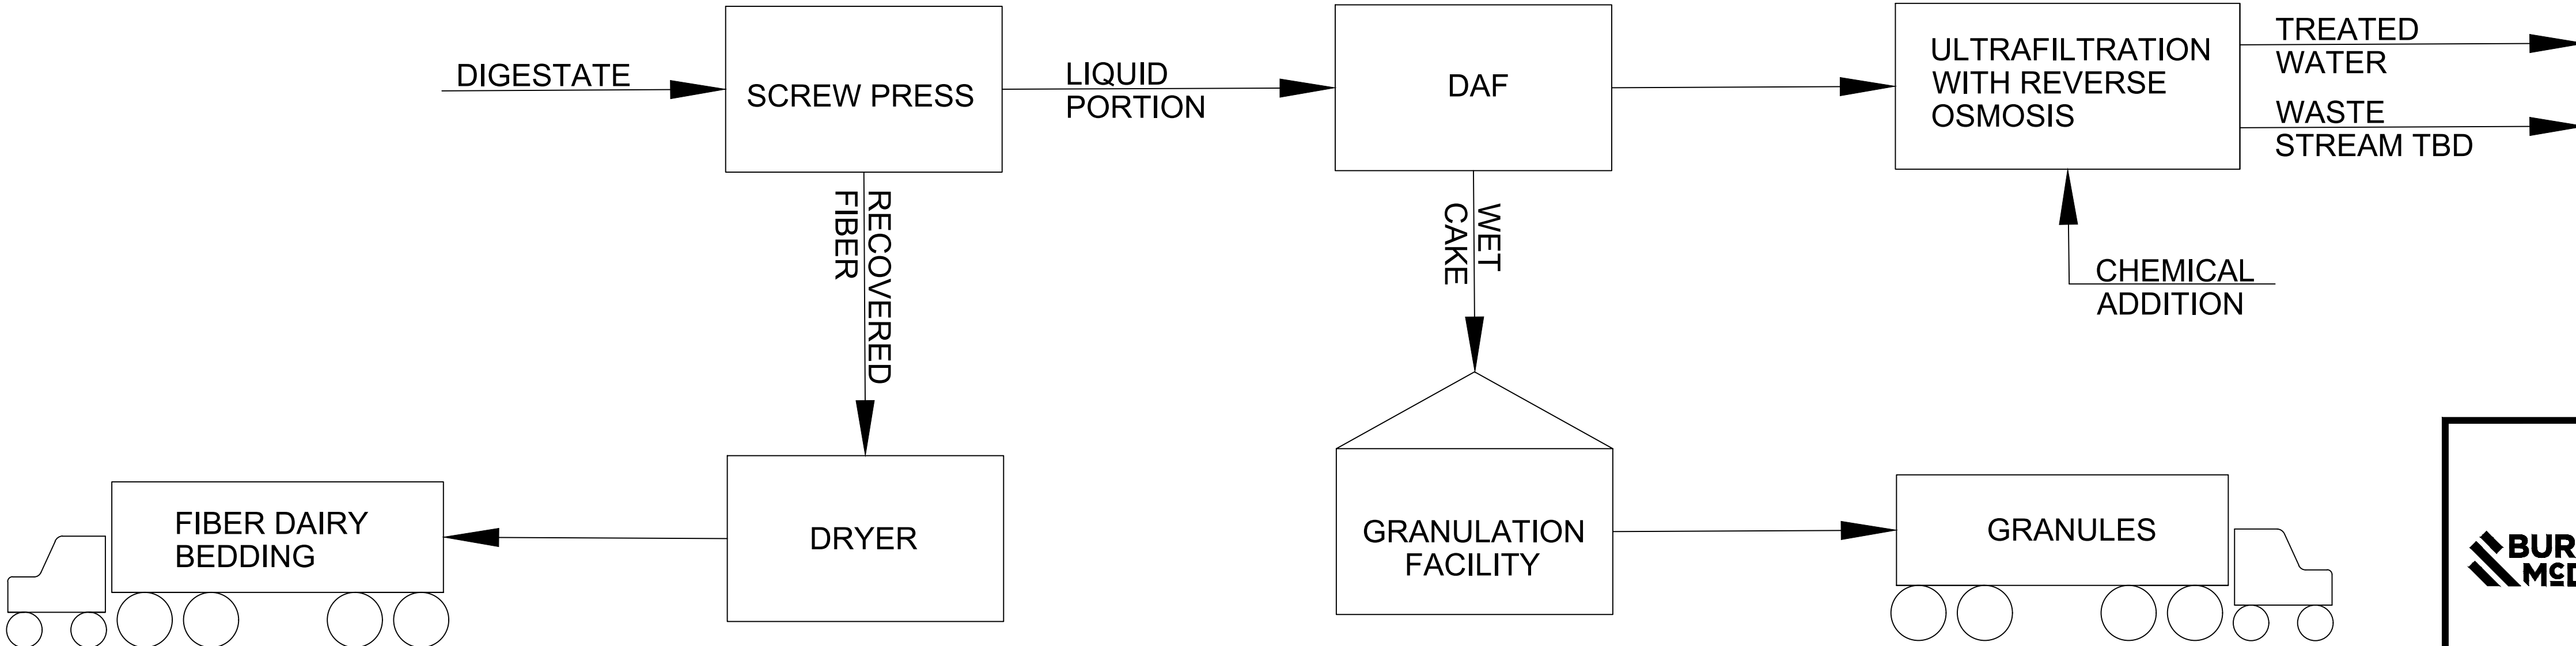 DIGESTATE
SCREW PRESS
LIQUID
PORTION
DAF
ULTRAFILTRATION
WITH REVERSE
OSMOSIS
TREATED
WATER
WASTE
STREAM TBD
RECOVERED
FIBER
WET
CAKE
CHEMICAL
ADDITION
FIBER DAIRY
BEDDING
DRYER
GRANULATION
FACILITY
GRANULES